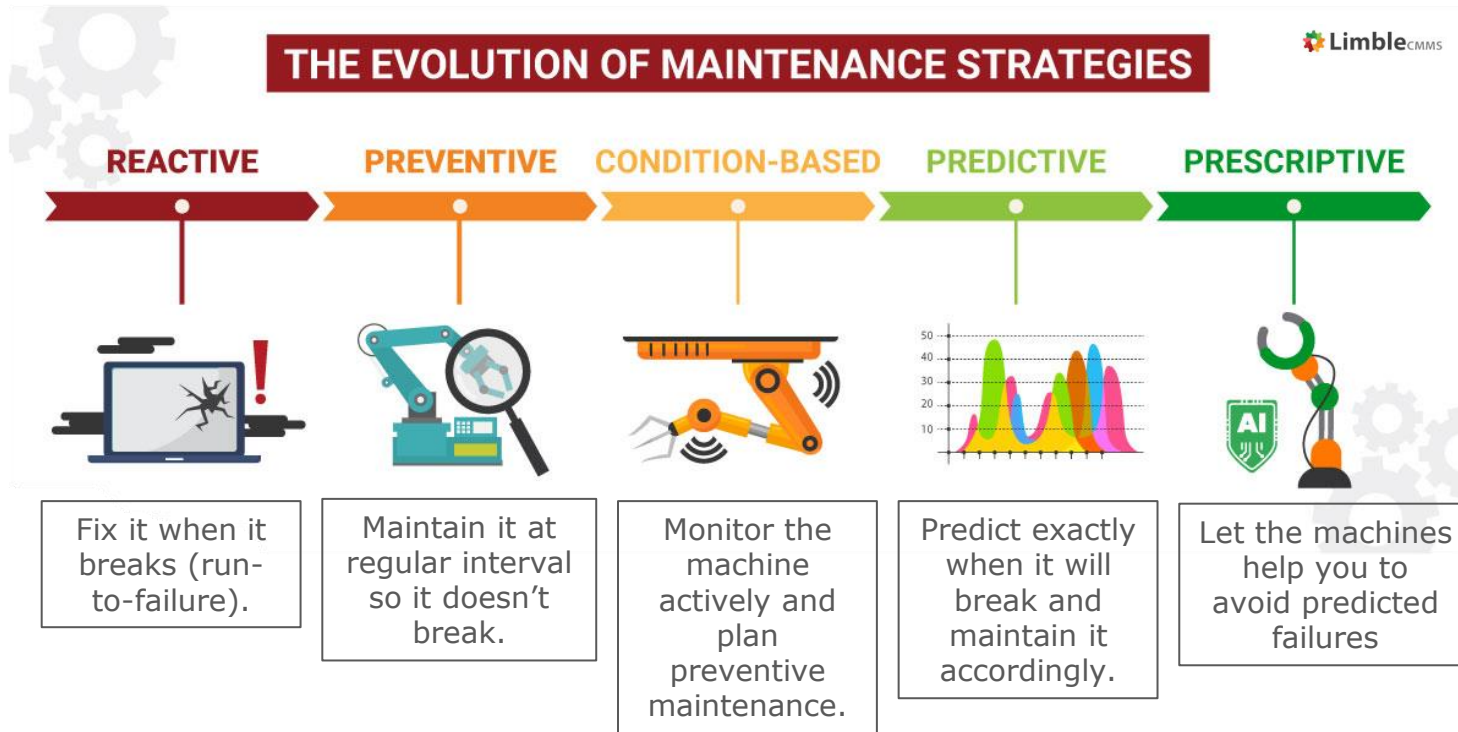 THE EVOLUTION OF MAINTENANCE STRATEGIES
LimbleCMMS
REACTIVE
PREVENTIVE
CONDITION-BASED
PREDICTIVE
PRESCRIPTIVE
50
40
30
20
10
AI
Fix it when it
breaks (run-
to-failure).
Maintain it at
regular interval
so it doesn’t
break.
Monitor the
machine
actively and
plan
preventive
maintenance.
Predict exactly
when it will
break and
maintain it
accordingly.
Let the machines
help you to
avoid predicted
failures